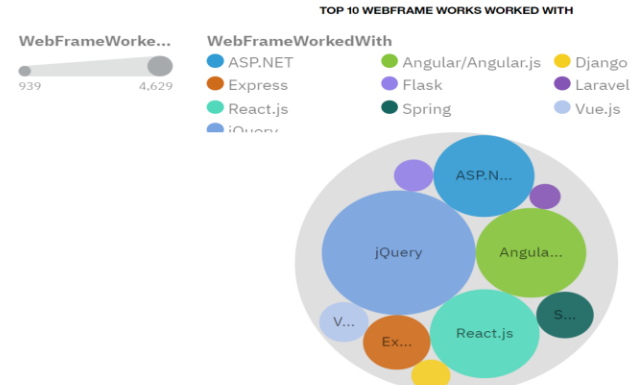 TOP 10 WEBFRAME WORKS WORKED WITH
WebFrameWorke...
939 4,629
WebFrameWorkedWith
ASP.NET Angular/Angular.js Django
Express Flask Laravel
React.js Spring Vue.js
jQuery
ASP.N...
jQuery Angula...
V... S...
Ex... React.js